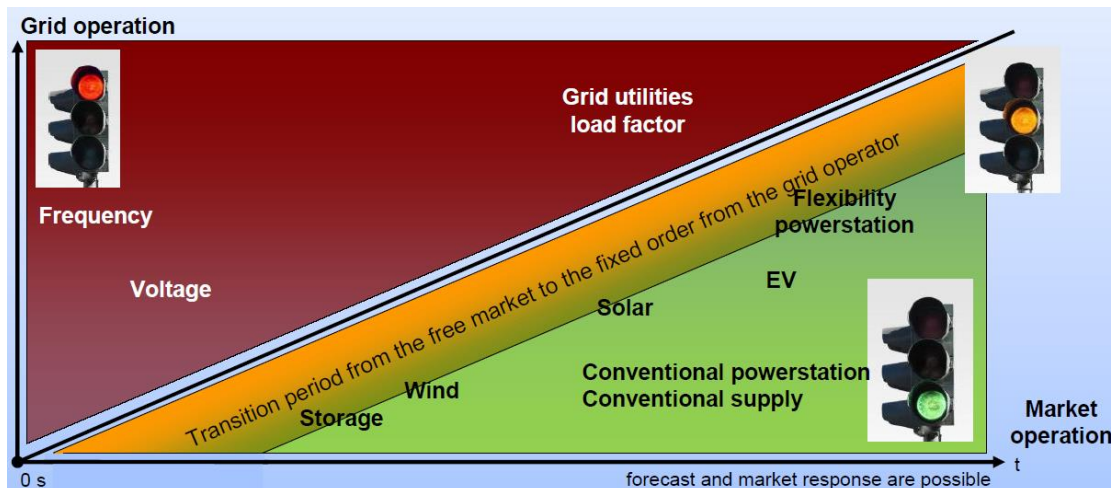 Grid operation
Grid utilities
load factor
Frequency
Voltage
Transition period from the free market to the fixed order from the grid operator
Flexibility
powerstation
EV
Solar
Wind
Storage
Conventional powerstation
Conventional supply
Market
operation
0 s
forecast and market response are possible
t